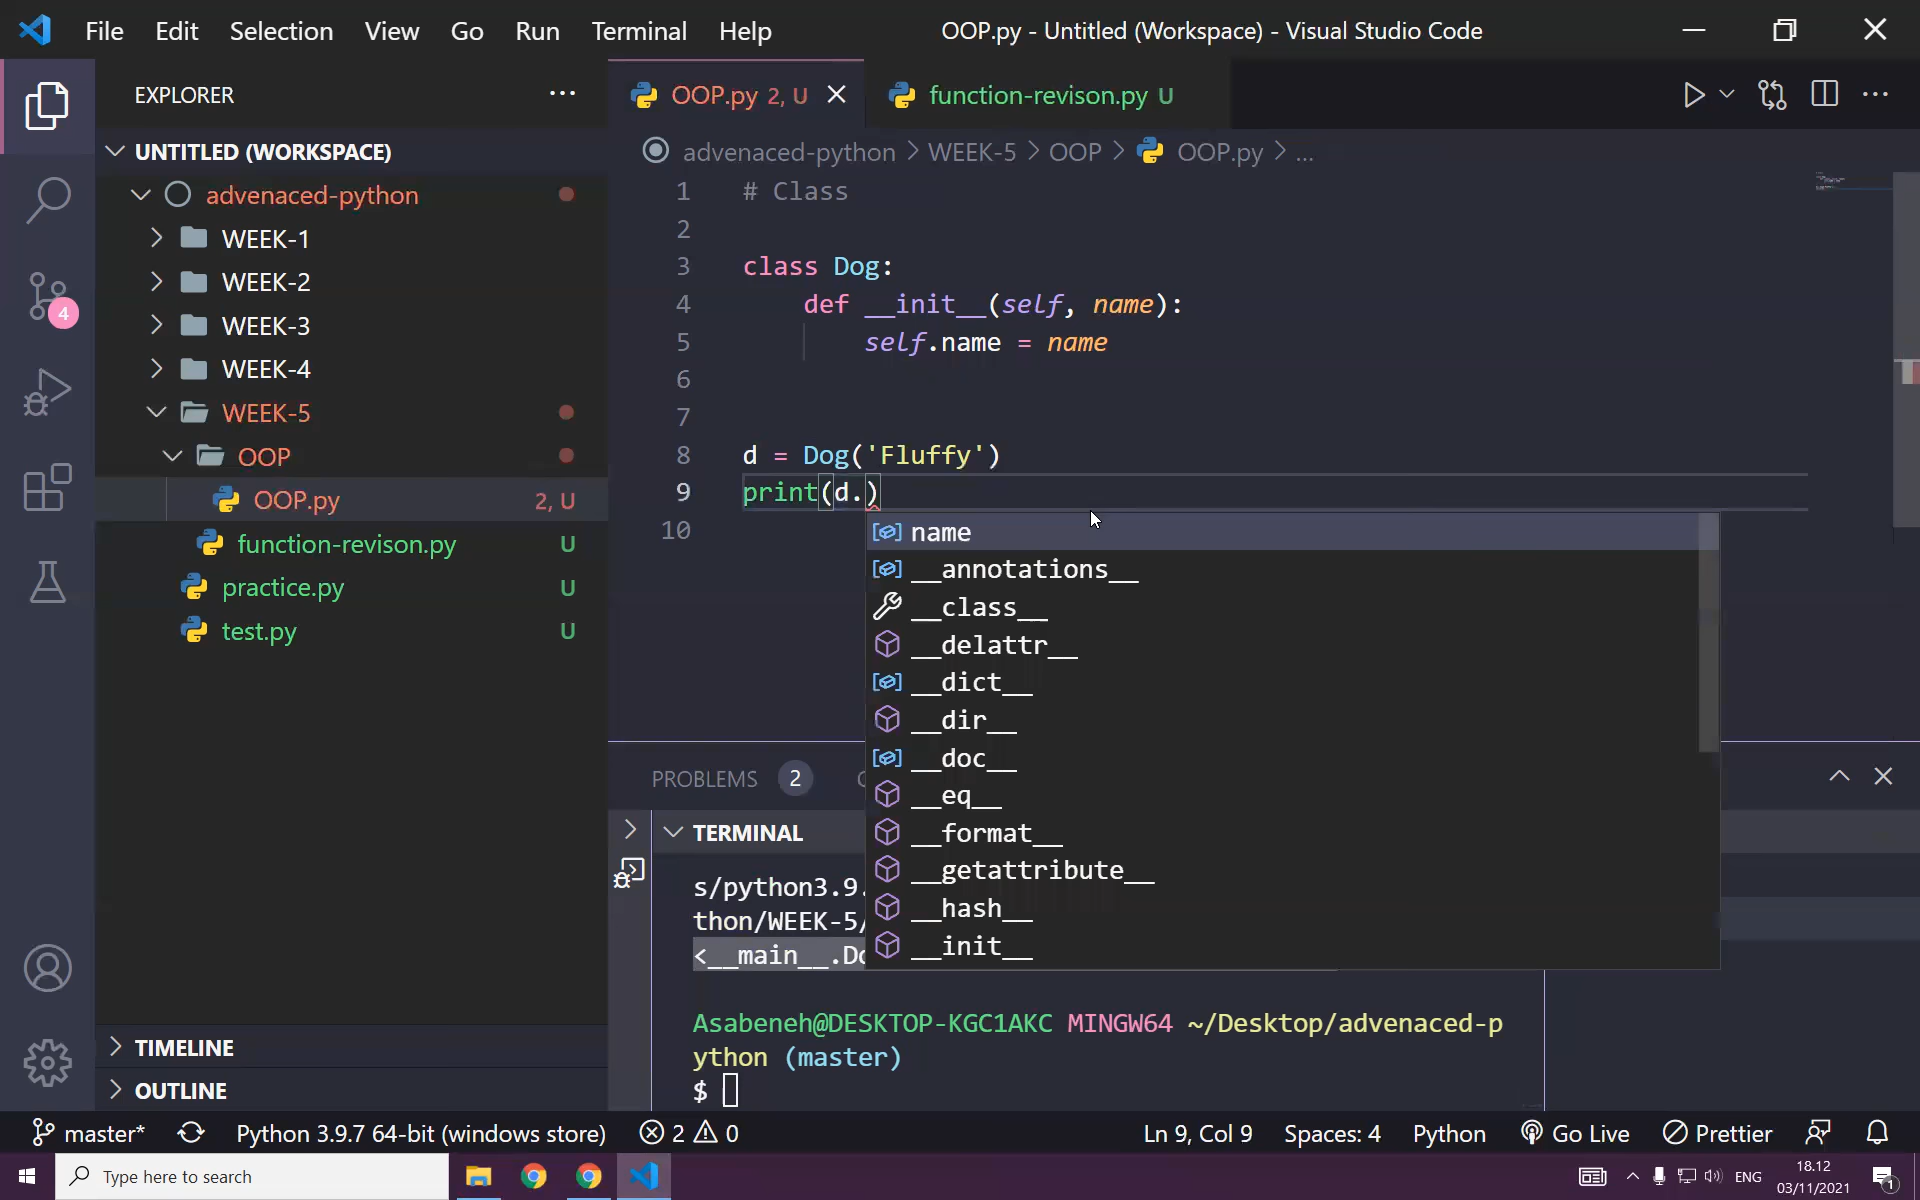 File Edit Selection View Go Run Terminal Help
OOP.py - Untitled (Workspace) - Visual Studio Code
EXPLORER
UNTITLED (WORKSPACE)
advenaced-python
WEEK-1
WEEK-2
WEEK-3
WEEK-4
WEEK-5
OOP
OOP.py 2, U
function-revison.py U
practice.py U
test.py U
TIMELINE
OUTLINE
4
OOP.py 2, U
function-revison.py U
advenaced-python > WEEK-5 > OOP > OOP.py > ...
1 # Class
2
3 class Dog:
4 def __init__(self, name):
5 self.name = name
6
7
8 d = Dog('Fluffy')
9 print(d.)
10
name
__annotations__
__class__
__delattr__
__dict__
__dir__
__doc__
__eq__
__format__
__getattribute__
__hash__
__init__
PROBLEMS 2
TERMINAL
s/python3.9.
thon/WEEK-5/
<__main__.Do
Asabeneh@DESKTOP-KGC1AKC MINGW64 ~/Desktop/advenaced-p
ython (master)
$
master* Python 3.9.7 64-bit (windows store) 2 0 Ln 9, Col 9 Spaces: 4 Python Go Live Prettier
Type here to search
ENG
18.12
03/11/2021
1